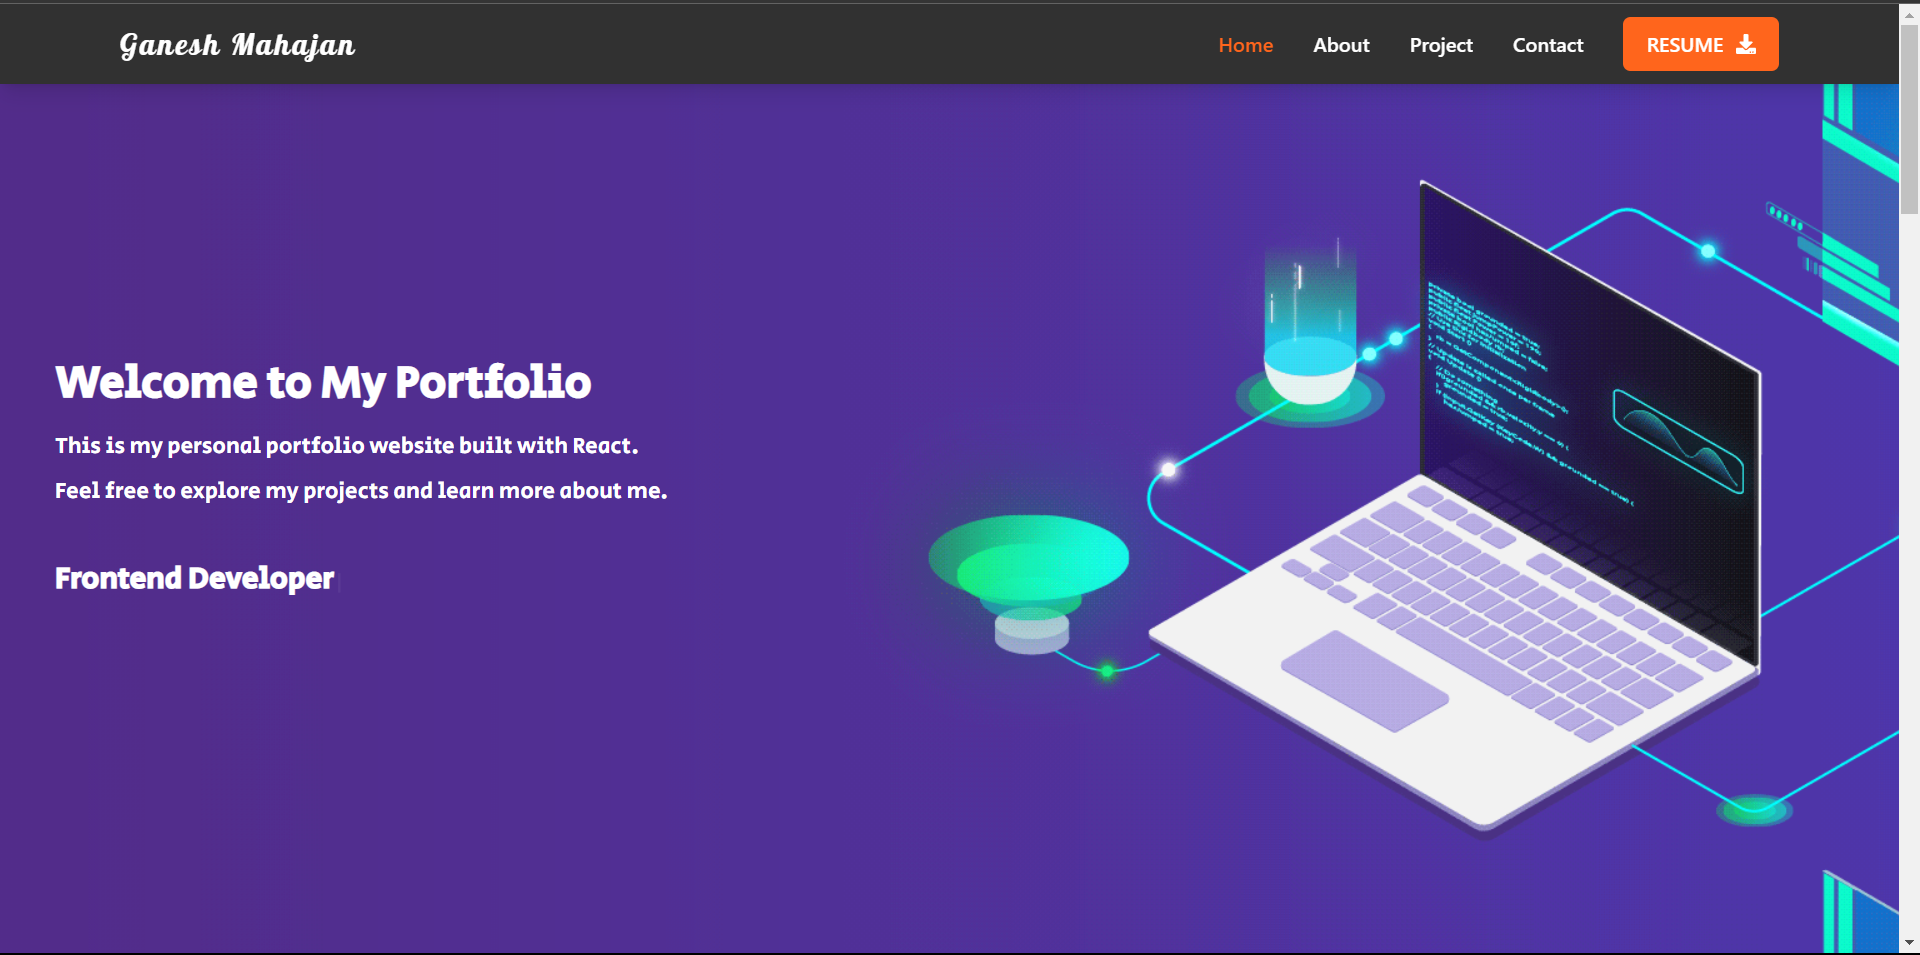 Ganesh Mahajan
Home About Project Contact RESUME
Welcome to My Portfolio
This is my personal portfolio website built with React.
Feel free to explore my projects and learn more about me.
Frontend Developer